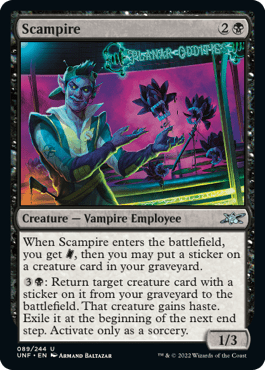 Scampire 2
PLANAR ODDITIES
Creature — Vampire Employee
When Scampire enters the battlefield,
you get , then you may put a sticker on
a creature card in your graveyard.
3: Return target creature card with a
sticker on it from your graveyard to the
battlefield. That creature gains haste.
Exile it at the beginning of the next end
step. Activate only as a sorcery.
1/3
089/244 U
UNF • EN Armand Baltazar
™ & © 2022 Wizards of the Coast